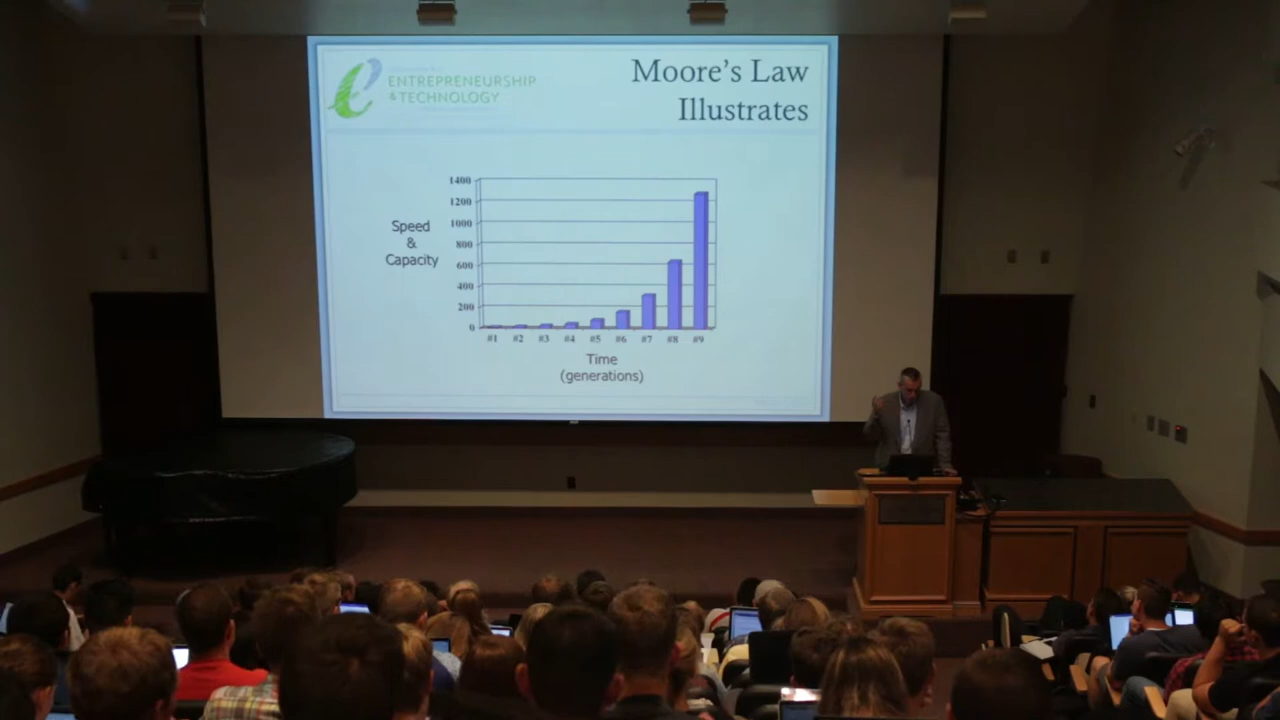 ENTREPRENEURSHIP
& TECHNOLOGY
Moore's Law
Illustrates
Speed
&
Capacity
1400
1200
1000
800
600
400
200
0
#1 #2 #3 #4 #5 #6 #7 #8 #9
Time
(generations)